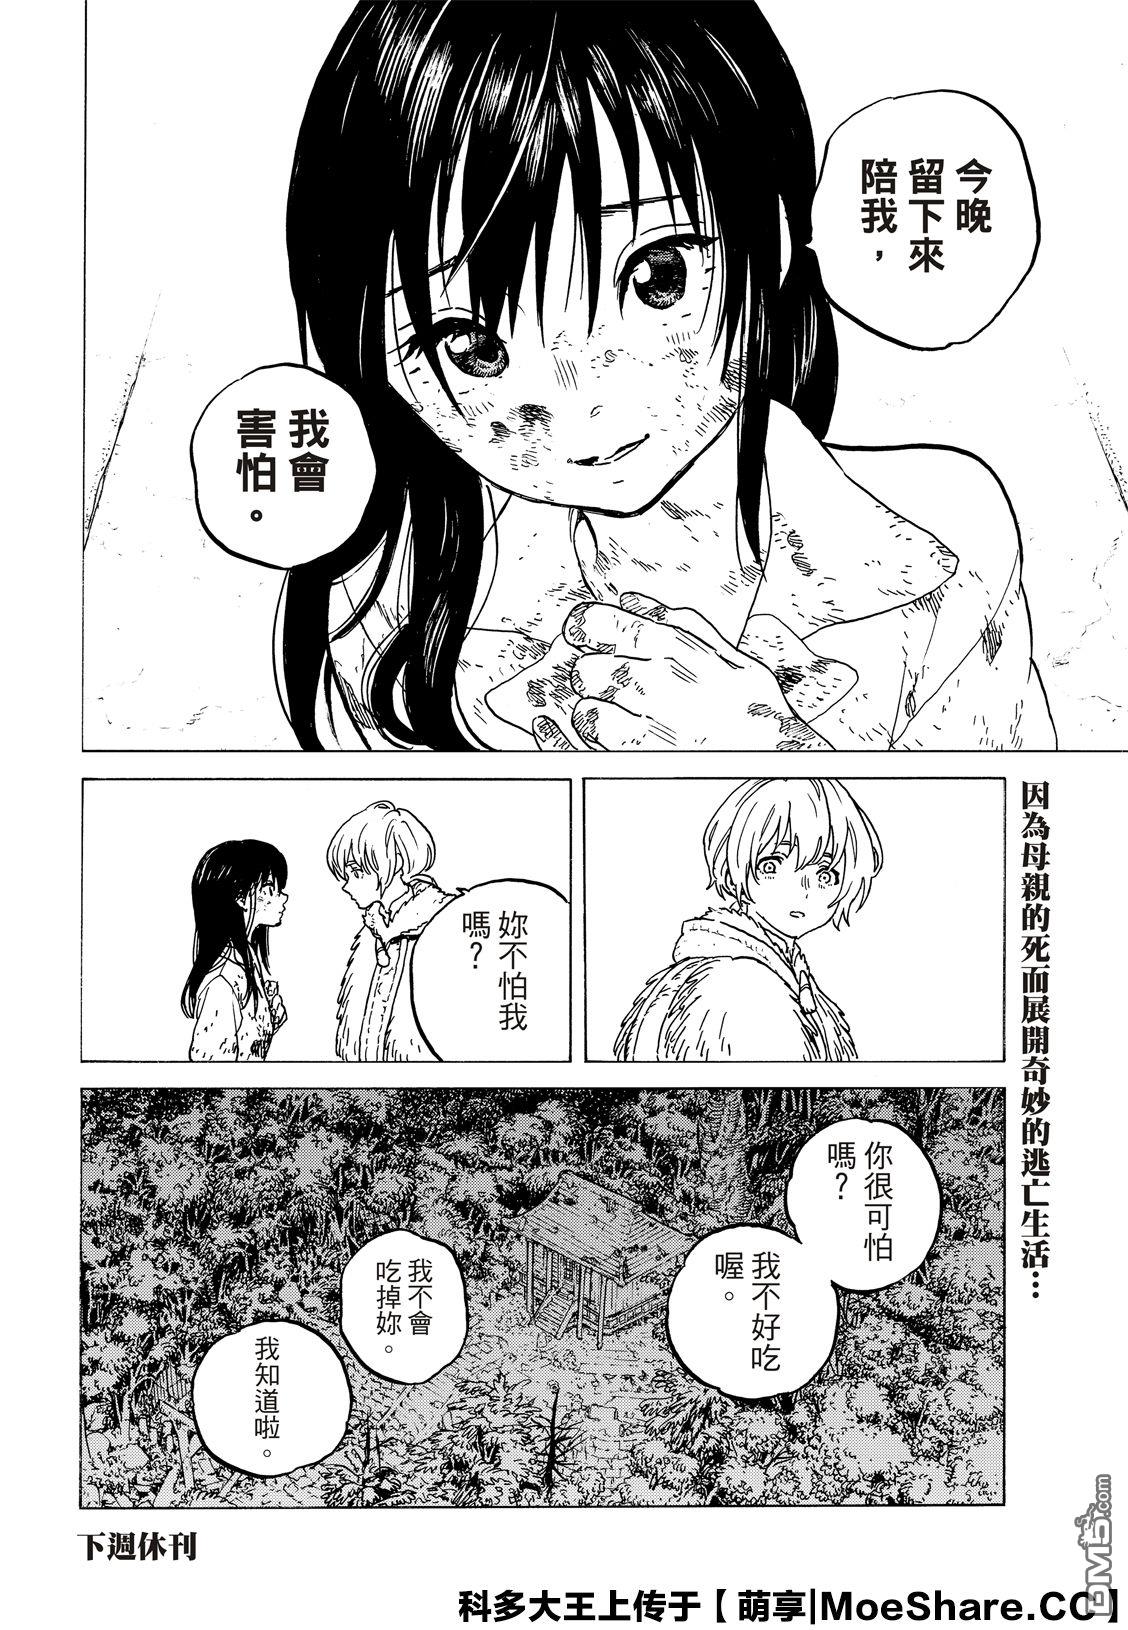 今晚
留下來
陪我，
我會
害怕。
妳不怕我
嗎？
你很可怕
嗎？
我不好吃
喔。
我不會
吃掉妳。
我知道啦。
因為母親的死而展開奇妙的逃亡生活…
下週休刊
DM5.com
科多大王上传于【萌享|MoeShare.CC】